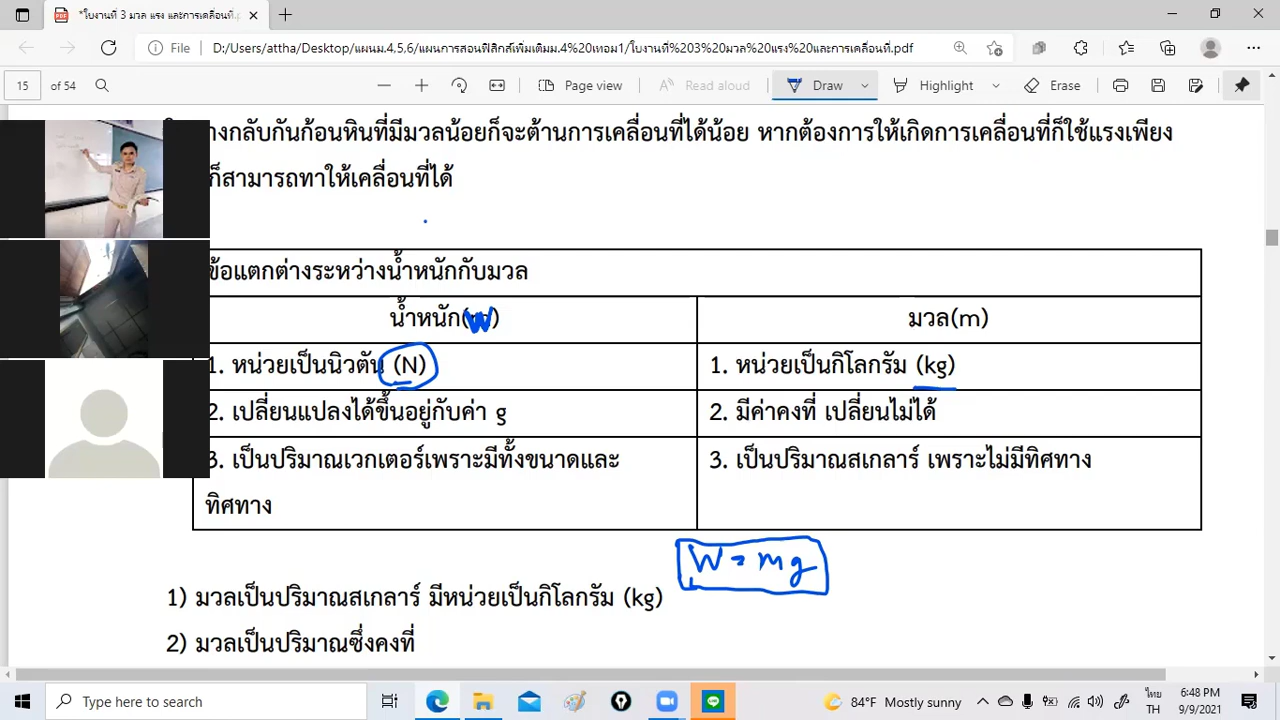 ใบงานที่ 3 มวล แรง และการเคลื่อนที่.p
File D:/Users/attha/Desktop/แผนม.4,5,6/แผนการสอนฟิสิกส์เพิ่มเติมม.4%20เทอม1/ใบงานที่%203%20มวล%20แรง%20และการเคลื่อนที่.pdf
15 of 54 Page view Read aloud Draw Highlight Erase
างกลับกันก้อนหินที่มีมวลน้อยก็จะต้านการเคลื่อนที่ได้น้อย หากต้องการให้เกิดการเคลื่อนที่ก็ใช้แรงเพียง
ก็สามารถทาให้เคลื่อนที่ได้
ข้อแตกต่างระหว่างน้ำหนักกับมวล
น้ำหนัก(W) มวล(m)
1. หน่วยเป็นนิวตัน (N) 1. หน่วยเป็นกิโลกรัม (kg)
2. เปลี่ยนแปลงได้ขึ้นอยู่กับค่า g 2. มีค่าคงที่ เปลี่ยนไม่ได้
3. เป็นปริมาณเวกเตอร์เพราะมีทั้งขนาดและ 3. เป็นปริมาณสเกลาร์ เพราะไม่มีทิศทาง
ทิศทาง
W = mg
1) มวลเป็นปริมาณสเกลาร์ มีหน่วยเป็นกิโลกรัม (kg)
2) มวลเป็นปริมาณซึ่งคงที่
Type here to search 84°F Mostly sunny ไทย 6:48 PM
TH 9/9/2021